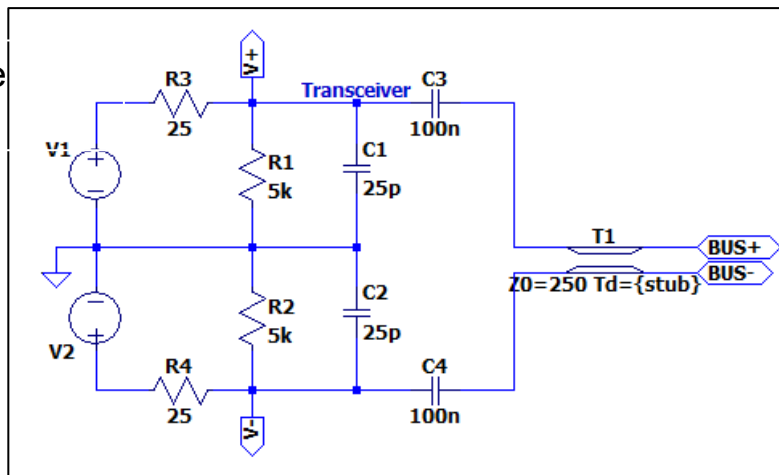 e
V+
R3
25
Transceiver
C3
100n
V1
R1
5k
C1
25p
T1
BUS+
BUS-
Z0=250 Td={stub}
R2
5k
C2
25p
V2
R4
25
C4
100n
V-